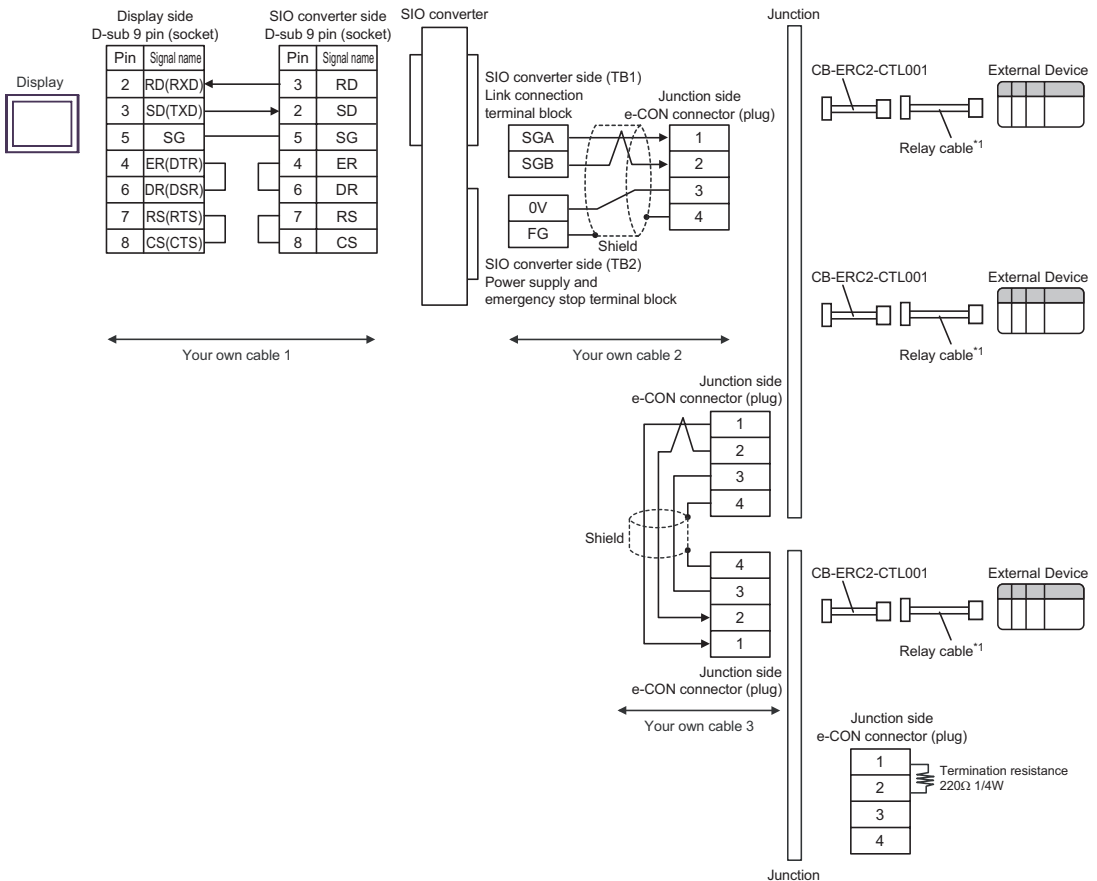 Display
Display side
D-sub 9 pin (socket)
Pin Signal name
2 RD(RXD)
3 SD(TXD)
5 SG
4 ER(DTR)
6 DR(DSR)
7 RS(RTS)
8 CS(CTS)
SIO converter side
D-sub 9 pin (socket)
Pin Signal name
3 RD
2 SD
5 SG
4 ER
6 DR
7 RS
8 CS
Your own cable 1
SIO converter
SIO converter side (TB1)
Link connection
terminal block
SGA
SGB
0V
FG
Shield
SIO converter side (TB2)
Power supply and
emergency stop terminal block
Junction side
e-CON connector (plug)
1
2
3
4
Your own cable 2
Junction
CB-ERC2-CTL001
External Device
Relay cable*1
CB-ERC2-CTL001
External Device
Relay cable*1
Junction side
e-CON connector (plug)
1
2
3
4
Shield
4
3
2
1
Junction side
e-CON connector (plug)
Your own cable 3
CB-ERC2-CTL001
External Device
Relay cable*1
Junction side
e-CON connector (plug)
1
2
3
4
Termination resistance
220Ω 1/4W
Junction